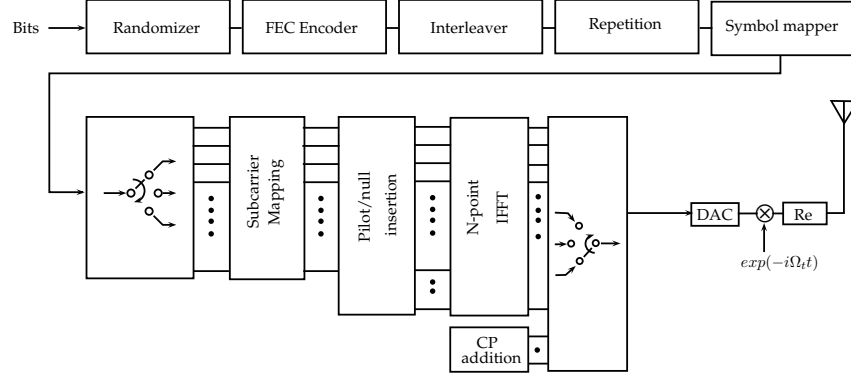 Bits
Randomizer
FEC Encoder
Interleaver
Repetition
Symbol mapper
Subcarrier
Mapping
Pilot/null
insertion
N-point
IFFT
CP
addition
DAC
Re
exp(−iΩₜt)